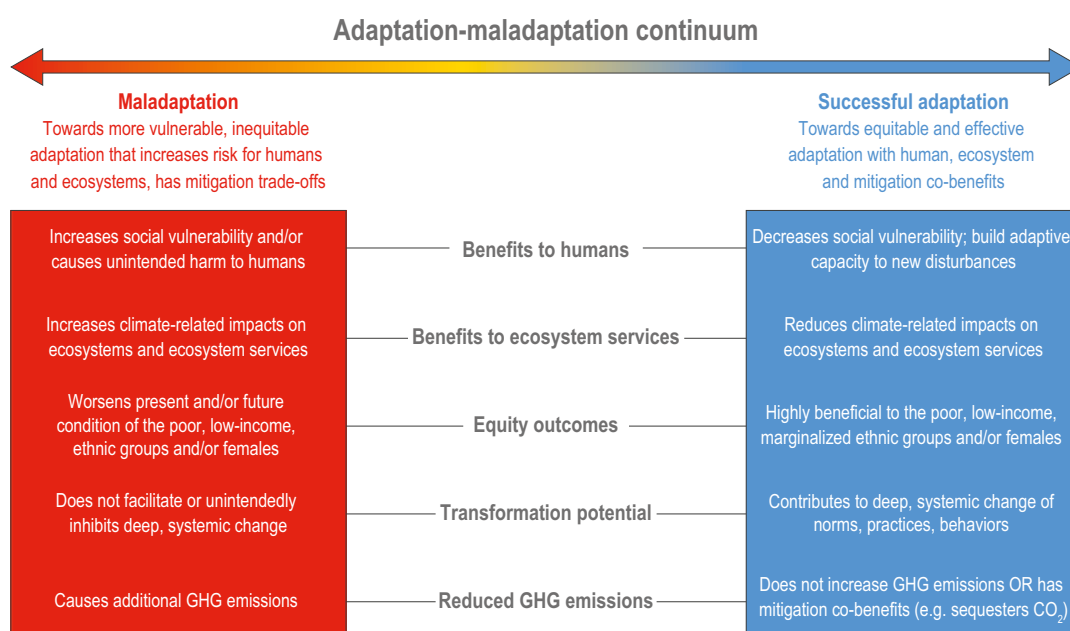 Adaptation-maladaptation continuum
Maladaptation
Towards more vulnerable, inequitable
adaptation that increases risk for humans
and ecosystems, has mitigation trade-offs
Successful adaptation
Towards equitable and effective
adaptation with human, ecosystem
and mitigation co-benefits
Increases social vulnerability and/or
causes unintended harm to humans
Benefits to humans
Decreases social vulnerability; build adaptive
capacity to new disturbances
Increases climate-related impacts on
ecosystems and ecosystem services
Benefits to ecosystem services
Reduces climate-related impacts on
ecosystems and ecosystem services
Worsens present and/or future
condition of the poor, low-income,
ethnic groups and/or females
Equity outcomes
Highly beneficial to the poor, low-income,
marginalized ethnic groups and/or females
Does not facilitate or unintendedly
inhibits deep, systemic change
Transformation potential
Contributes to deep, systemic change of
norms, practices, behaviors
Causes additional GHG emissions
Reduced GHG emissions
Does not increase GHG emissions OR has
mitigation co-benefits (e.g. sequesters CO₂)